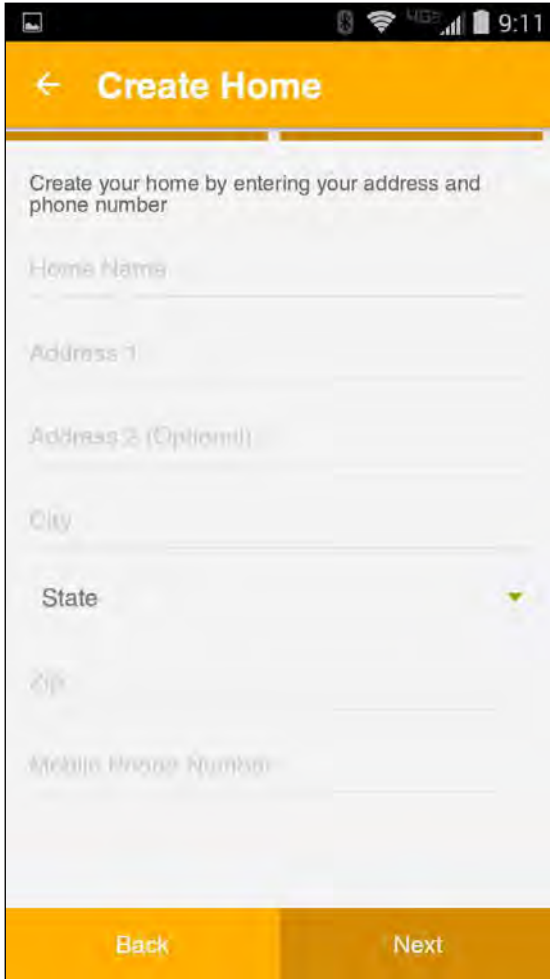 4G 9:11
Create Home
Create your home by entering your address and
phone number
Home Name
Address 1
Address 2 (Optional)
City
State
Zip
Mobile Phone Number
Back
Next